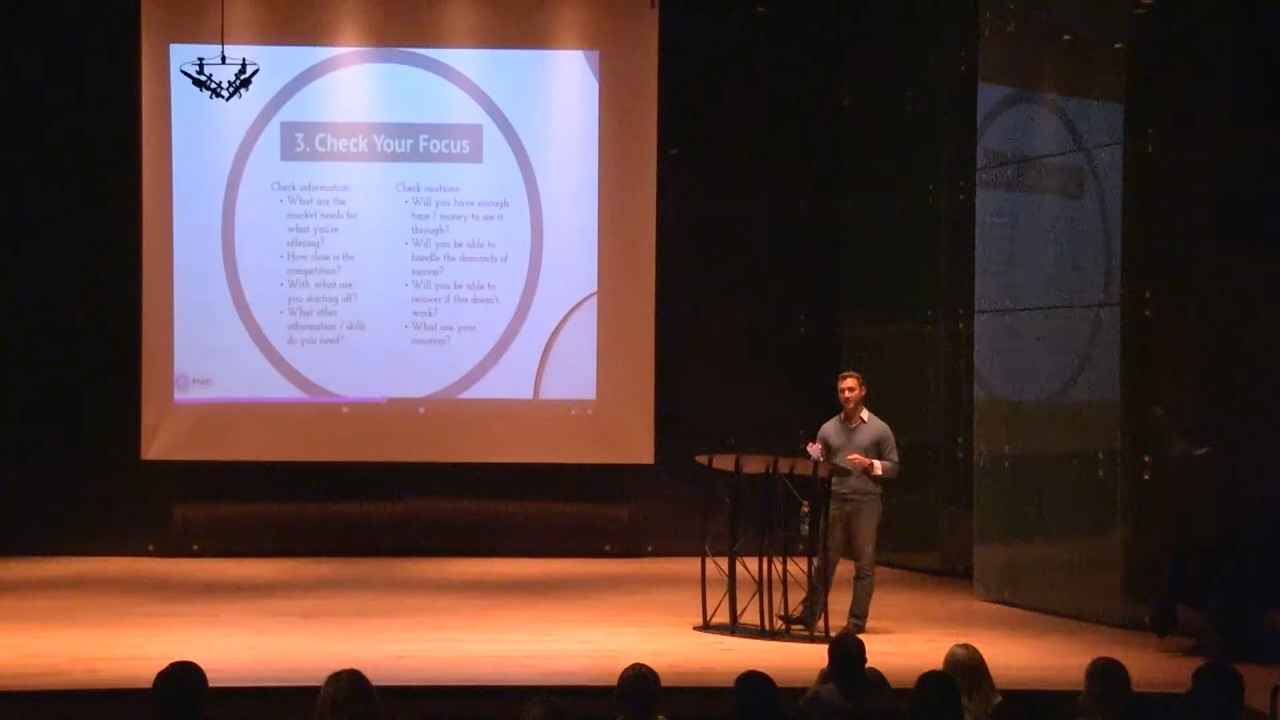 3. Check Your Focus
Check information:
• What are the
market needs for
what you're
offering?
• How close is the
competition?
• With what are
you starting off?
• What other
information / skills
do you need?
Check cautions:
• Will you have enough
time / money to see it
through?
• Will you be able to
handle the demands of
success?
• Will you be able to
recover if this doesn't
work?
• What are your
concerns?
Prezi